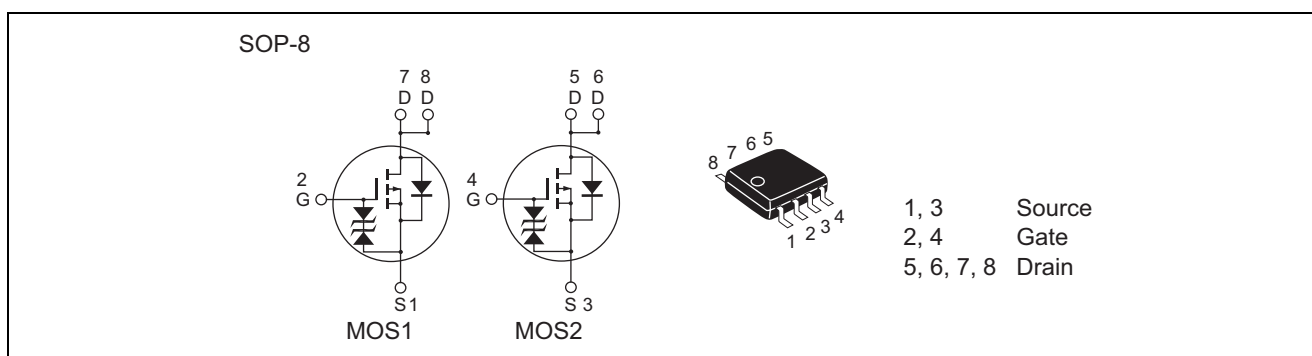 SOP-8
7 8
D D
2
G
S 1
MOS1
5 6
D D
4
G
S 3
MOS2
8 7 6 5
1 2 3 4
1, 3 Source
2, 4 Gate
5, 6, 7, 8 Drain